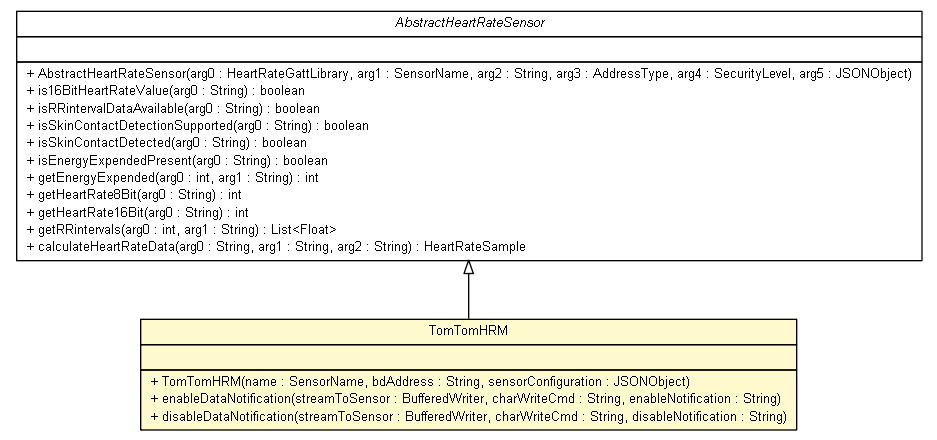 AbstractHeartRateSensor
+ AbstractHeartRateSensor(arg0 : HeartRateGattLibrary, arg1 : SensorName, arg2 : String, arg3 : AddressType, arg4 : SecurityLevel, arg5 : JSONObject)
+ is16BitHeartRateValue(arg0 : String) : boolean
+ isRRintervalDataAvailable(arg0 : String) : boolean
+ isSkinContactDetectionSupported(arg0 : String) : boolean
+ isSkinContactDetected(arg0 : String) : boolean
+ isEnergyExpendedPresent(arg0 : String) : boolean
+ getEnergyExpended(arg0 : int, arg1 : String) : int
+ getHeartRate8Bit(arg0 : String) : int
+ getHeartRate16Bit(arg0 : String) : int
+ getRRintervals(arg0 : int, arg1 : String) : List<Float>
+ calculateHeartRateData(arg0 : String, arg1 : String, arg2 : String) : HeartRateSample
TomTomHRM
+ TomTomHRM(name : SensorName, bdAddress : String, sensorConfiguration : JSONObject)
+ enableDataNotification(streamToSensor : BufferedWriter, charWriteCmd : String, enableNotification : String)
+ disableDataNotification(streamToSensor : BufferedWriter, charWriteCmd : String, disableNotification : String)